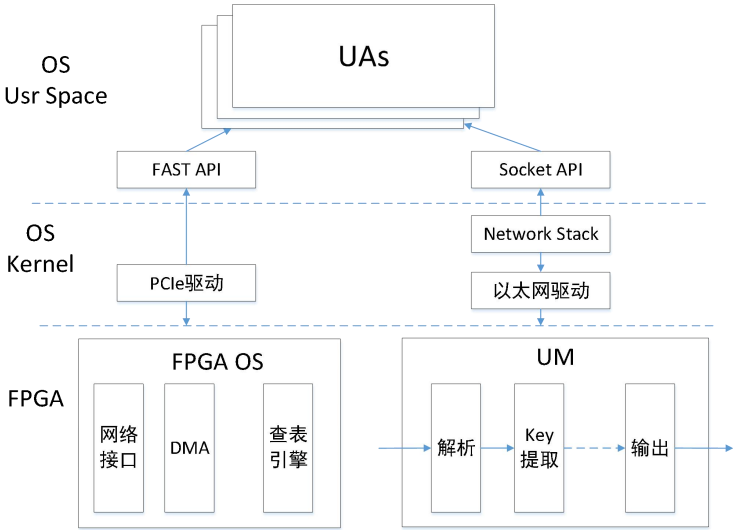 UAs
OS
Usr Space
FAST API
Socket API
OS
Kernel
Network Stack
PCIe驱动
以太网驱动
FPGA
FPGA OS
网络
接口
DMA
查表
引擎
UM
解析
Key
提取
输出